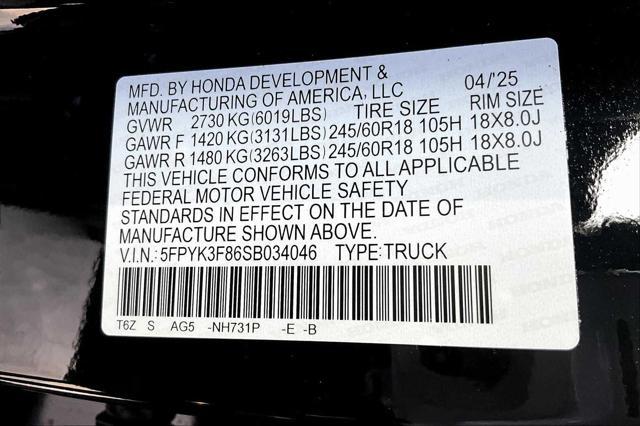 MFD. BY HONDA DEVELOPMENT & 04/'25
MANUFACTURING OF AMERICA, LLC
GVWR 2730 KG(6019LBS) TIRE SIZE RIM SIZE
GAWR F 1420 KG(3131LBS) 245/60R18 105H 18X8.0J
GAWR R 1480 KG(3263LBS) 245/60R18 105H 18X8.0J
THIS VEHICLE CONFORMS TO ALL APPLICABLE
FEDERAL MOTOR VEHICLE SAFETY
STANDARDS IN EFFECT ON THE DATE OF
MANUFACTURE SHOWN ABOVE.
V.I.N.: 5FPYK3F86SB034046 TYPE: TRUCK
T6Z S AG5 -NH731P -E -B